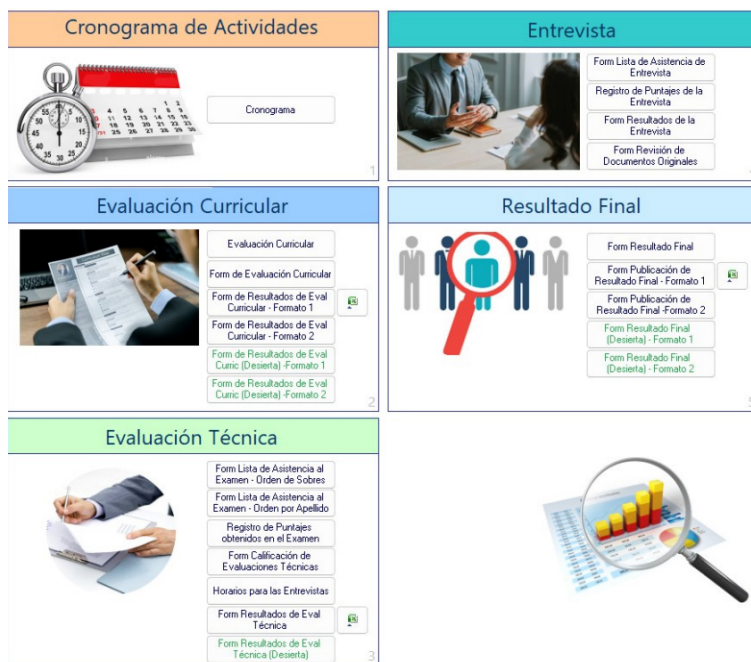 Cronograma de Actividades
Cronograma
1
Entrevista
Form Lista de Asistencia de
Entrevista
Registro de Puntajes de la
Entrevista
Form Resultados de la
Entrevista
Form Revisión de
Documentos Originales
Evaluación Curricular
Evaluación Curricular
Form de Evaluación Curricular
Form de Resultados de Eval
Curricular - Formato 1
Form de Resultados de Eval
Curricular - Formato 2
Form de Resultados de Eval
Curric (Desierta) -Formato 1
Form de Resultados de Eval
Curric (Desierta) -Formato 2
2
Resultado Final
Form Resultado Final
Form Publicación de
Resultado Final - Formato 1
Form Publicación de
Resultado Final -Formato 2
Form Resultado Final
(Desierta) - Formato 1
Form Resultado Final
(Desierta) - Formato 2
5
Evaluación Técnica
Form Lista de Asistencia al
Examen - Orden de Sobres
Form Lista de Asistencia al
Examen - Orden por Apellido
Registro de Puntajes
obtenidos en el Examen
Form Calificación de
Evaluaciones Técnicas
Horarios para las Entrevistas
Form Resultados de Eval
Técnica
Form Resultados de Eval
Técnica (Desierta)
3